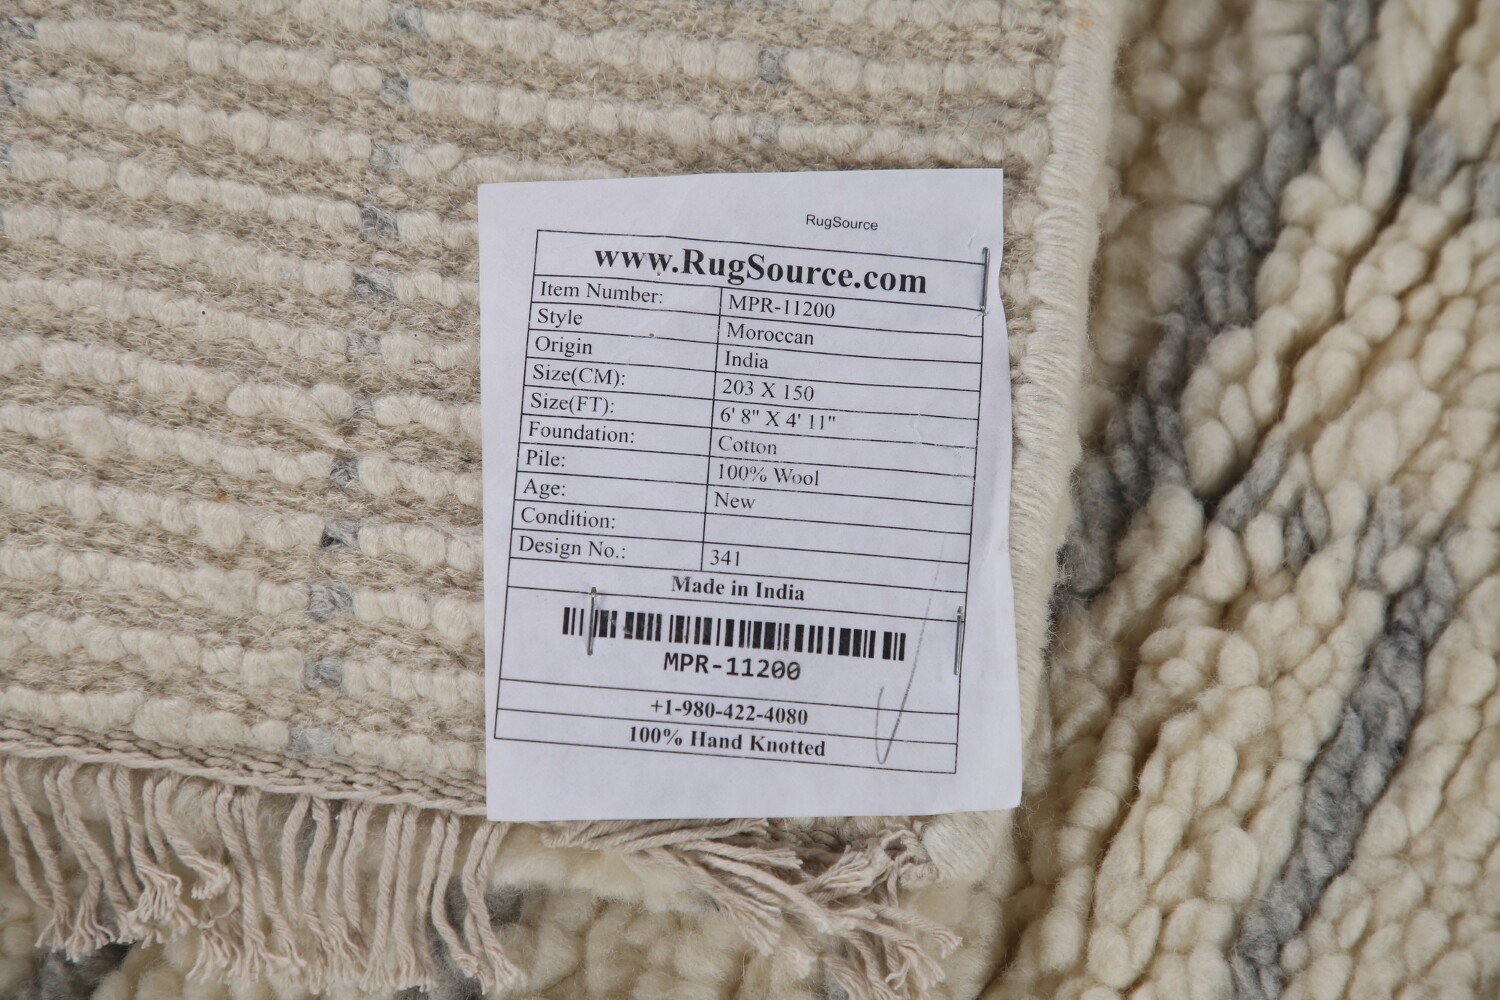 RugSource
www.RugSource.com
Item Number: MPR-11200
Style Moroccan
Origin India
Size(CM): 203 X 150
Size(FT): 6' 8" X 4' 11"
Foundation: Cotton
Pile: 100% Wool
Age: New
Condition:
Design No.: 341
Made in India
MPR-11200
+1-980-422-4080
100% Hand Knotted